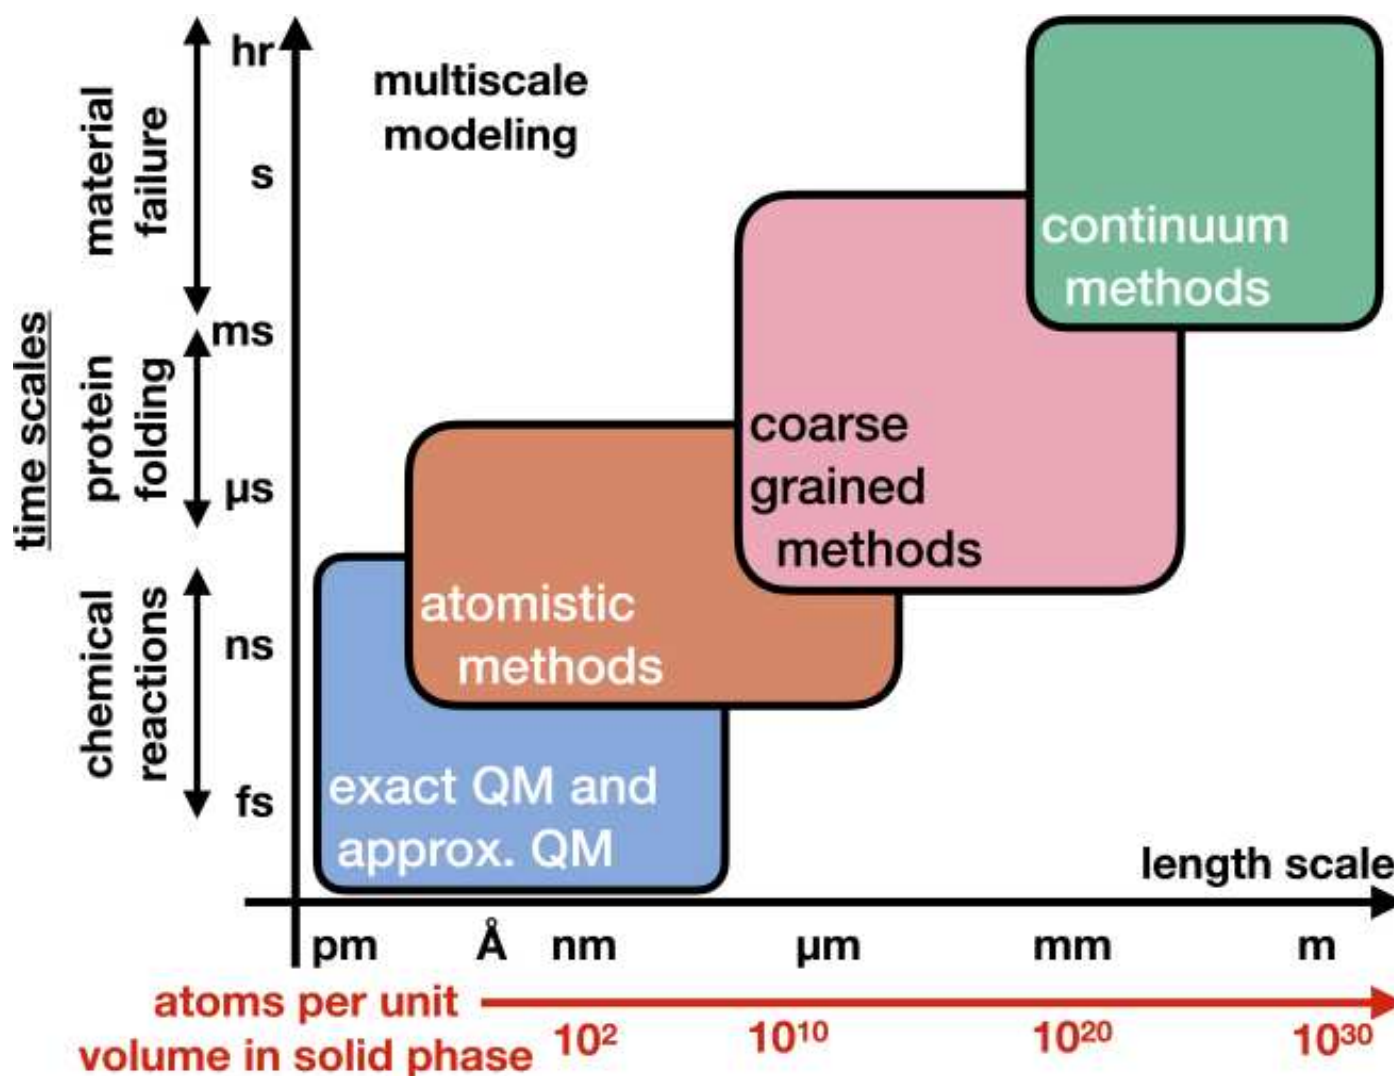 multiscale
modeling
time scales
material
failure
protein
folding
chemical
reactions
hr
s
ms
µs
ns
fs
continuum
methods
coarse
grained
methods
atomistic
methods
exact QM and
approx. QM
length scale
pm Å nm µm mm m
atoms per unit
volume in solid phase
10² 10¹⁰ 10²⁰ 10³⁰